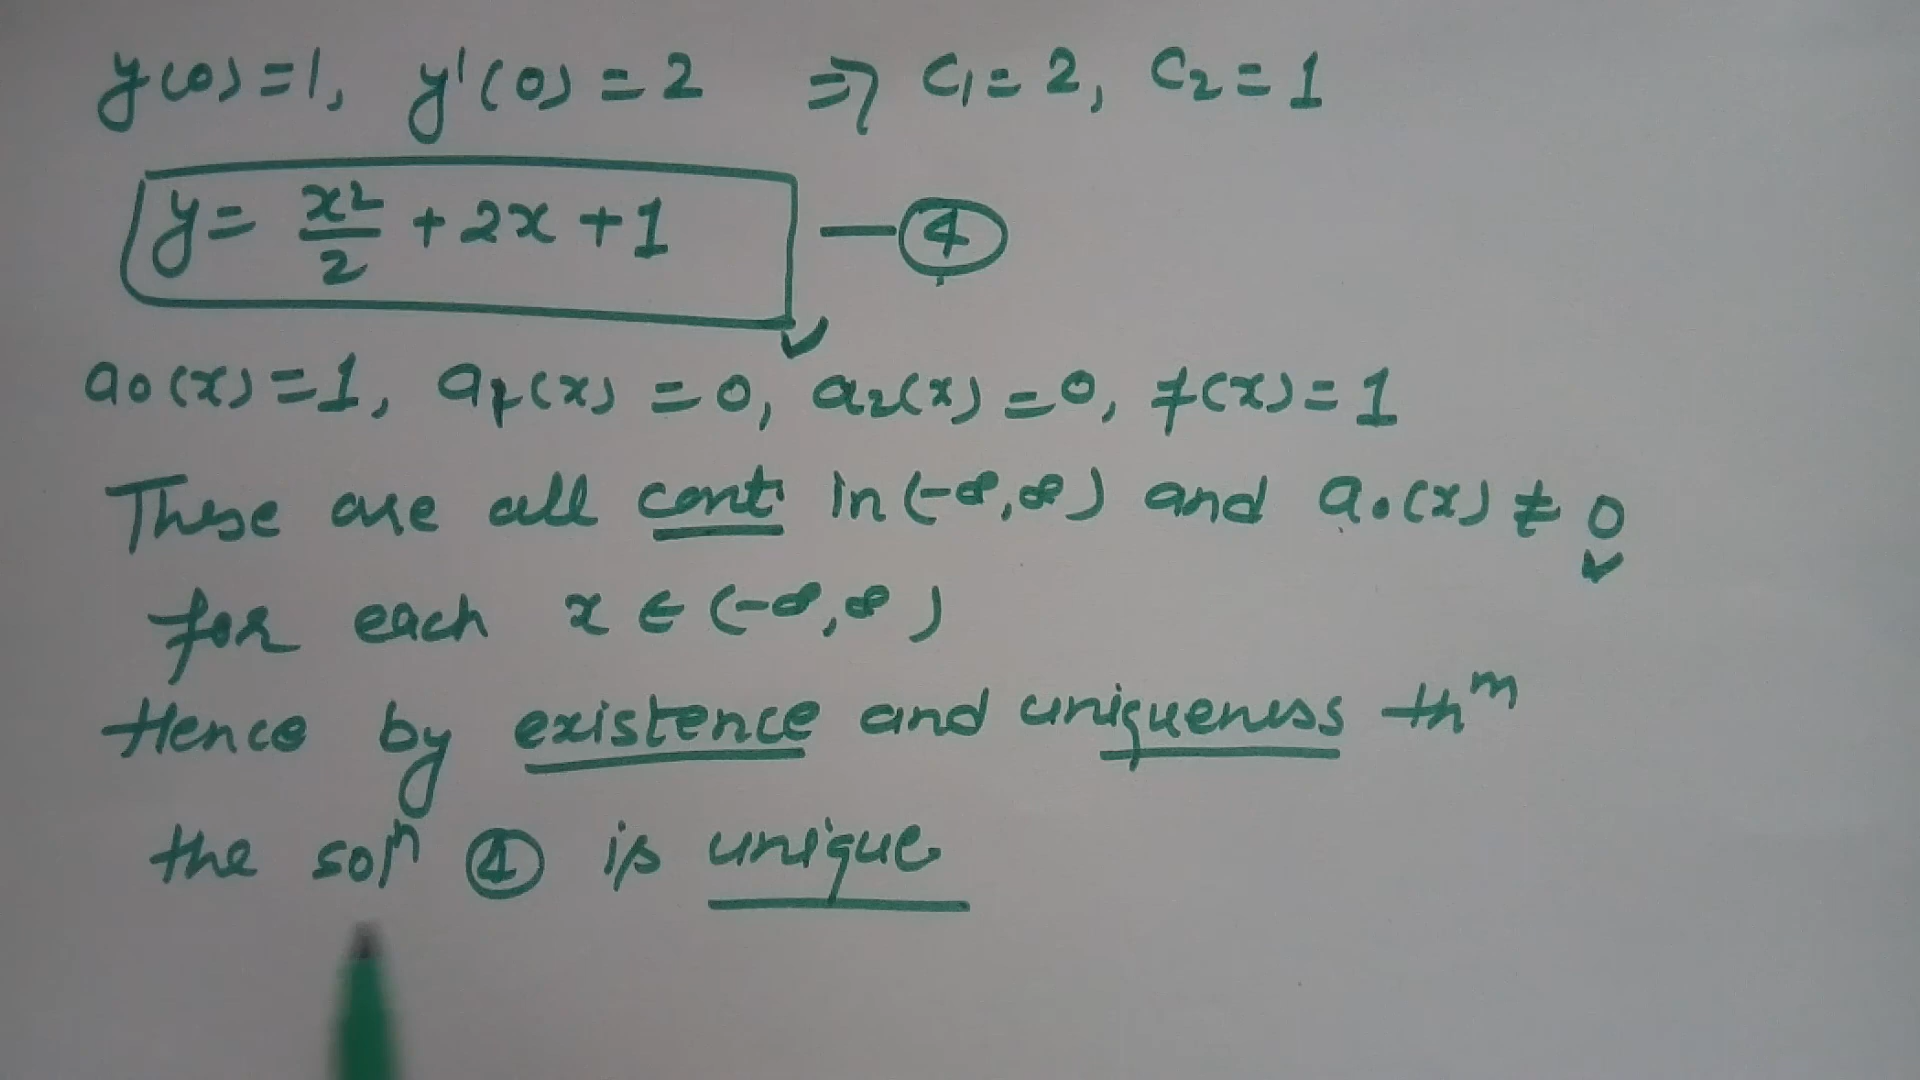 y(0)=1, y'(0)=2 ⇒ C₁=2, C₂=1
y= x²/2 +2x+1 —④
a₀(x)=1, a₁(x)=0, a₂(x)=0, f(x)=1
These are all cont. in (-∞,∞) and a₀(x)≠0
for each x∈(-∞,∞)
Hence by existence and uniqueness thᵐ
the solⁿ ④ is unique